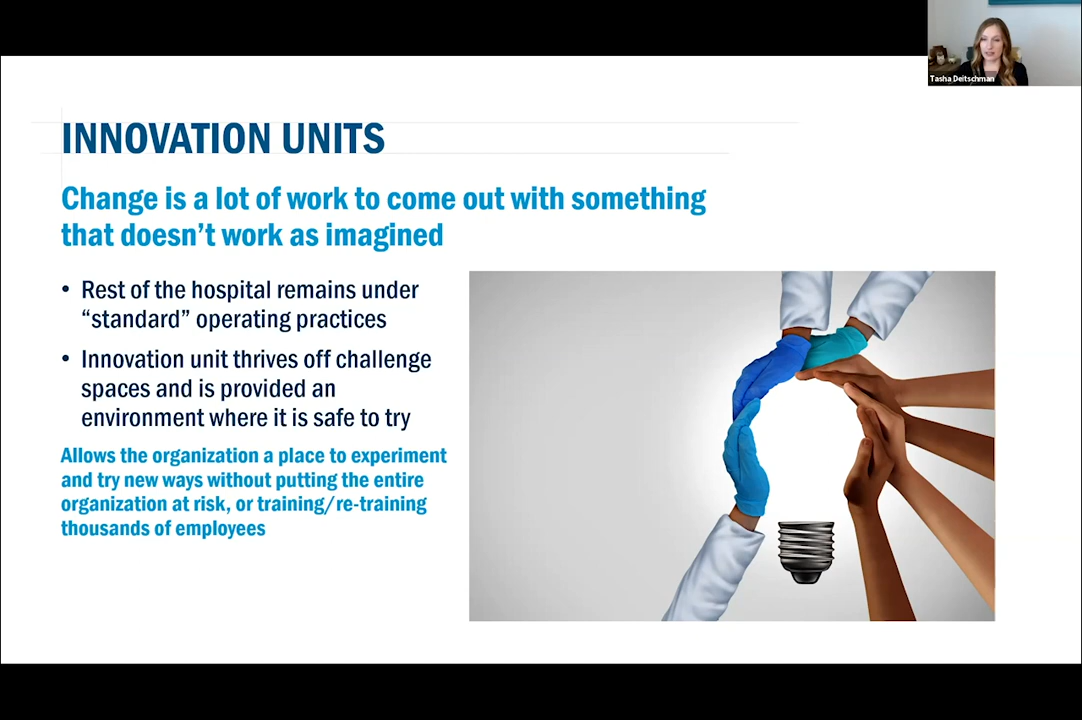 Tasha Deitschman
INNOVATION UNITS
Change is a lot of work to come out with something
that doesn’t work as imagined
• Rest of the hospital remains under
“standard” operating practices
• Innovation unit thrives off challenge
spaces and is provided an
environment where it is safe to try
Allows the organization a place to experiment
and try new ways without putting the entire
organization at risk, or training/re-training
thousands of employees